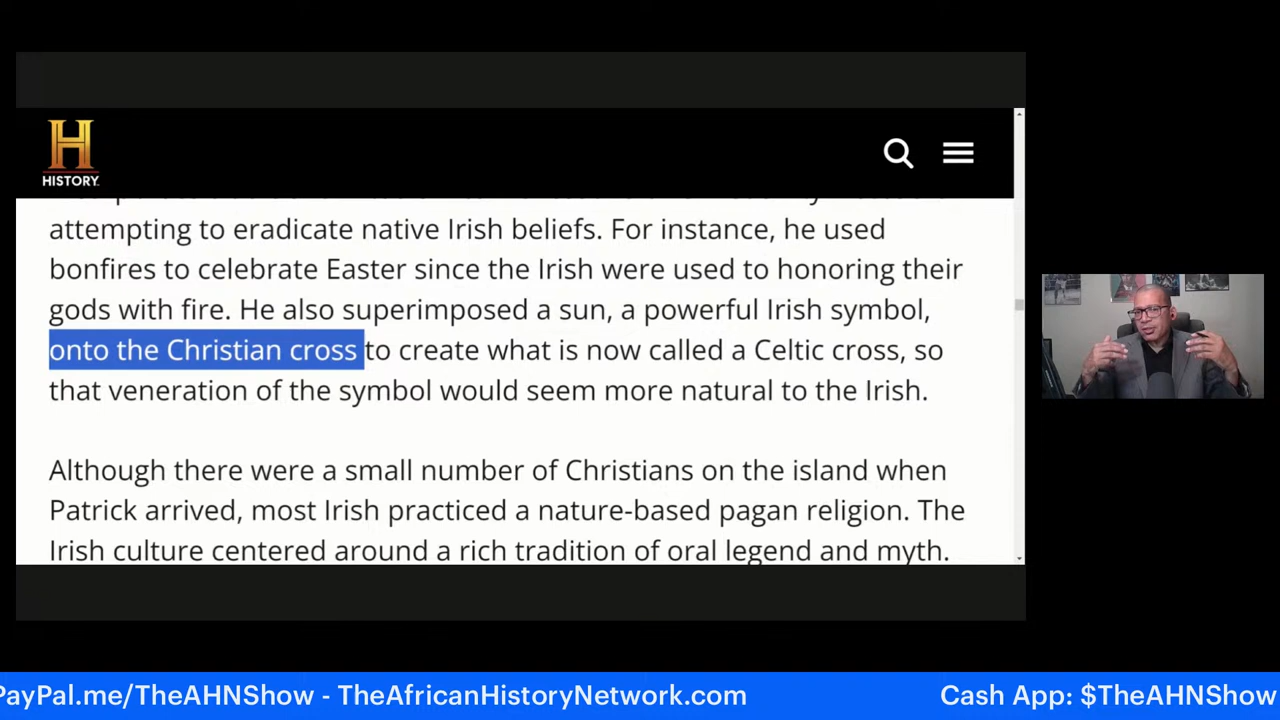 H
HISTORY.
attempting to eradicate native Irish beliefs. For instance, he used
bonfires to celebrate Easter since the Irish were used to honoring their
gods with fire. He also superimposed a sun, a powerful Irish symbol,
onto the Christian cross to create what is now called a Celtic cross, so
that veneration of the symbol would seem more natural to the Irish.
Although there were a small number of Christians on the island when
Patrick arrived, most Irish practiced a nature-based pagan religion. The
Irish culture centered around a rich tradition of oral legend and myth.
PayPal.me/TheAHNShow - TheAfricanHistoryNetwork.com Cash App: $TheAHNShow